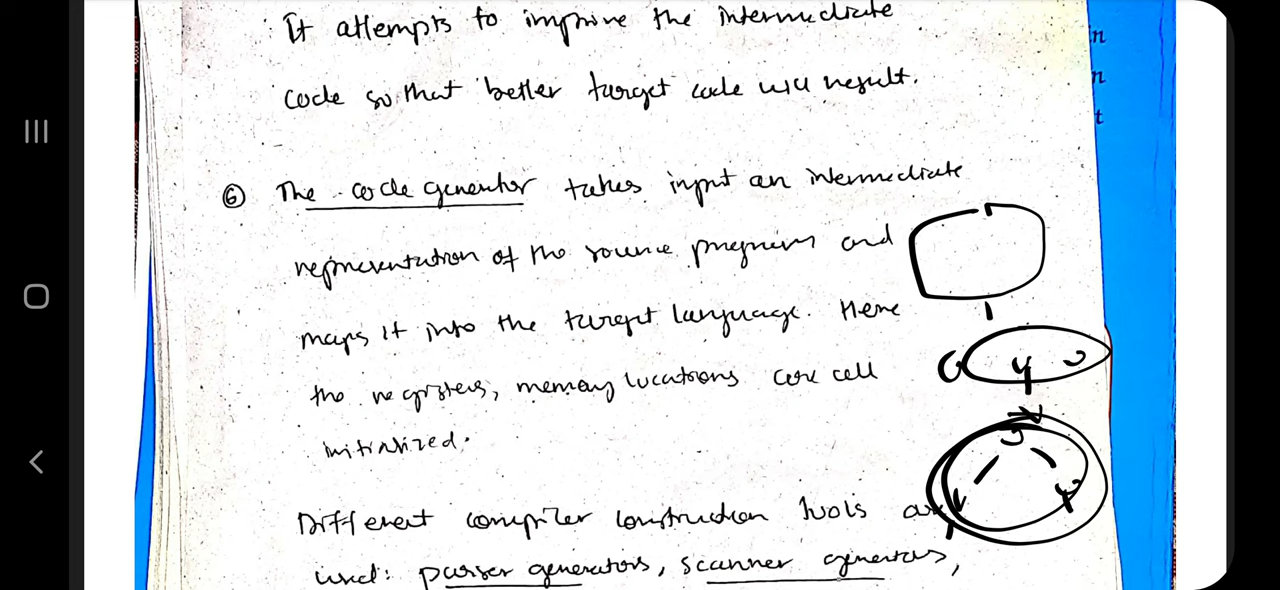 It attempts to improve the intermediate
code so that better target code will result.
⑥ The code generator takes input an intermediate
representation of the source program and
maps it into the target language. Here
the registers, memory locations are all
initialized.
Different compiler construction tools are
used: parser generators, scanner generators,
n
n
t